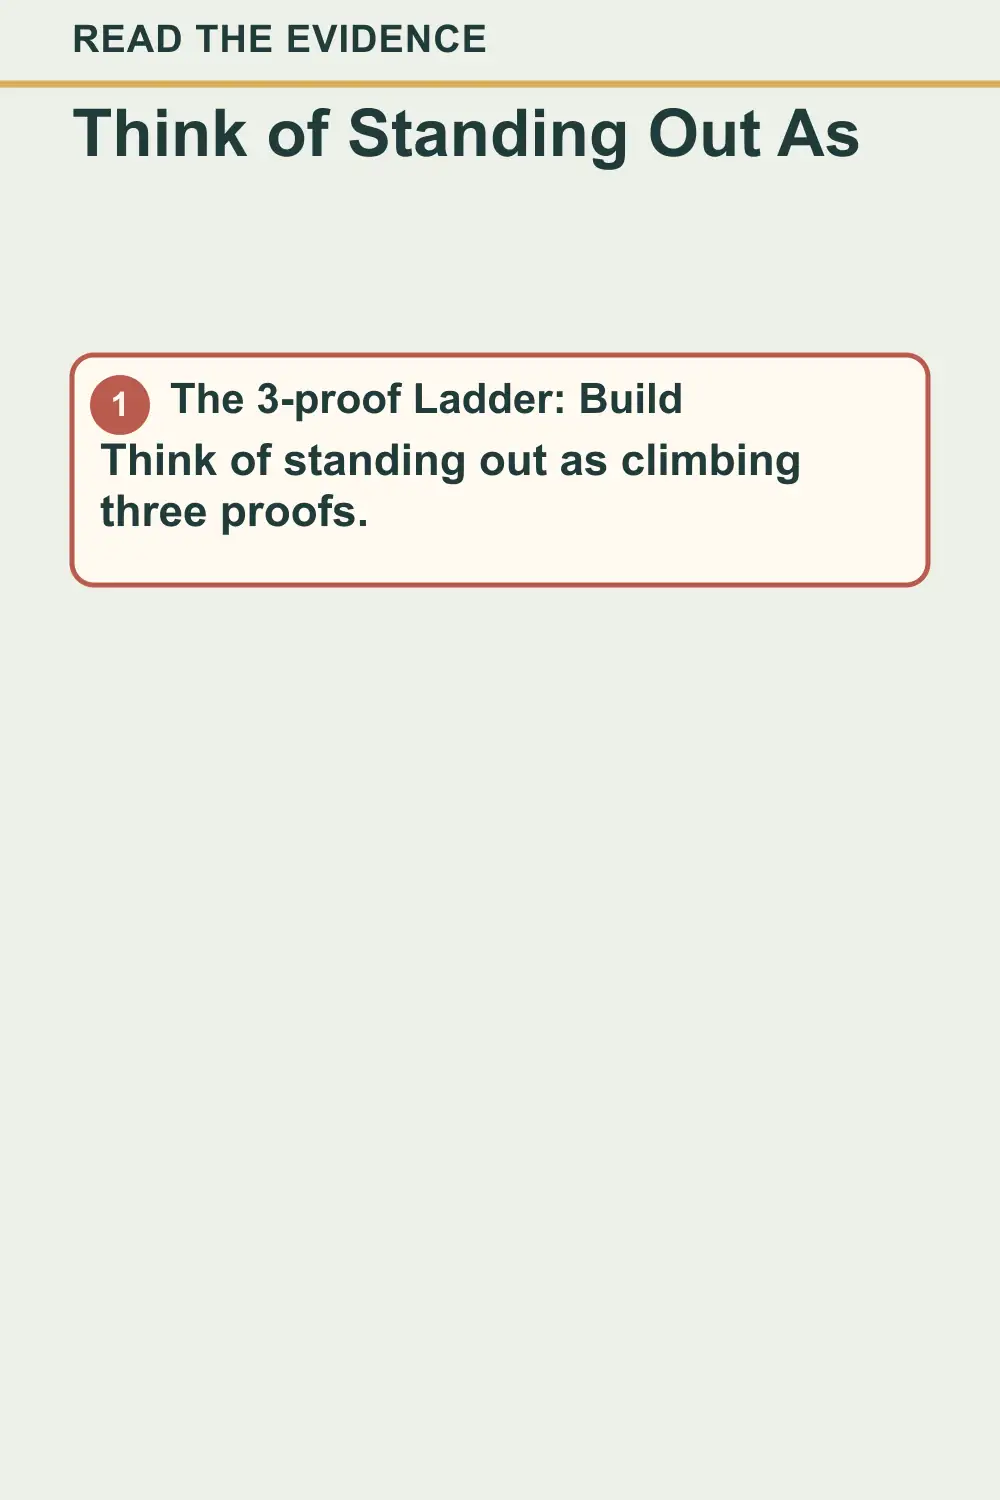 READ THE EVIDENCE
Think of Standing Out As
1 The 3-proof Ladder: Build
Think of standing out as climbing
three proofs.